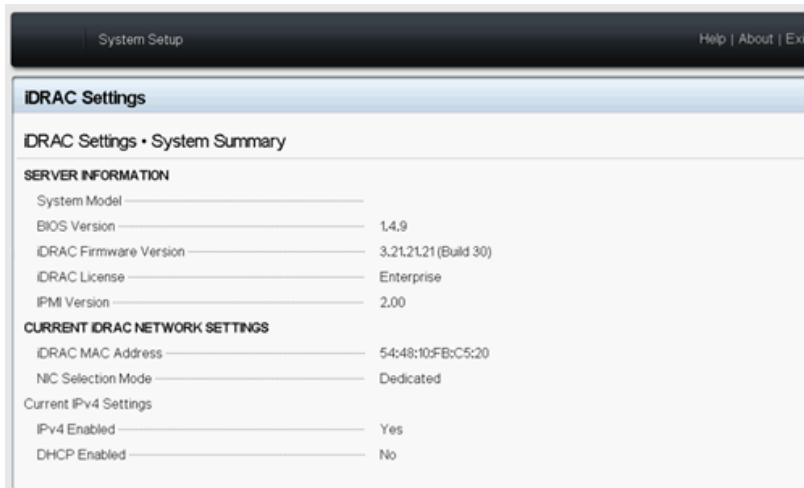 System Setup
Help | About | Exi
iDRAC Settings
iDRAC Settings • System Summary
SERVER INFORMATION
System Model
BIOS Version 1.4.9
iDRAC Firmware Version 3.21.21.21 (Build 30)
iDRAC License Enterprise
IPMI Version 2.00
CURRENT iDRAC NETWORK SETTINGS
iDRAC MAC Address 54:48:10:FB:C5:20
NIC Selection Mode Dedicated
Current IPv4 Settings
IPv4 Enabled Yes
DHCP Enabled No